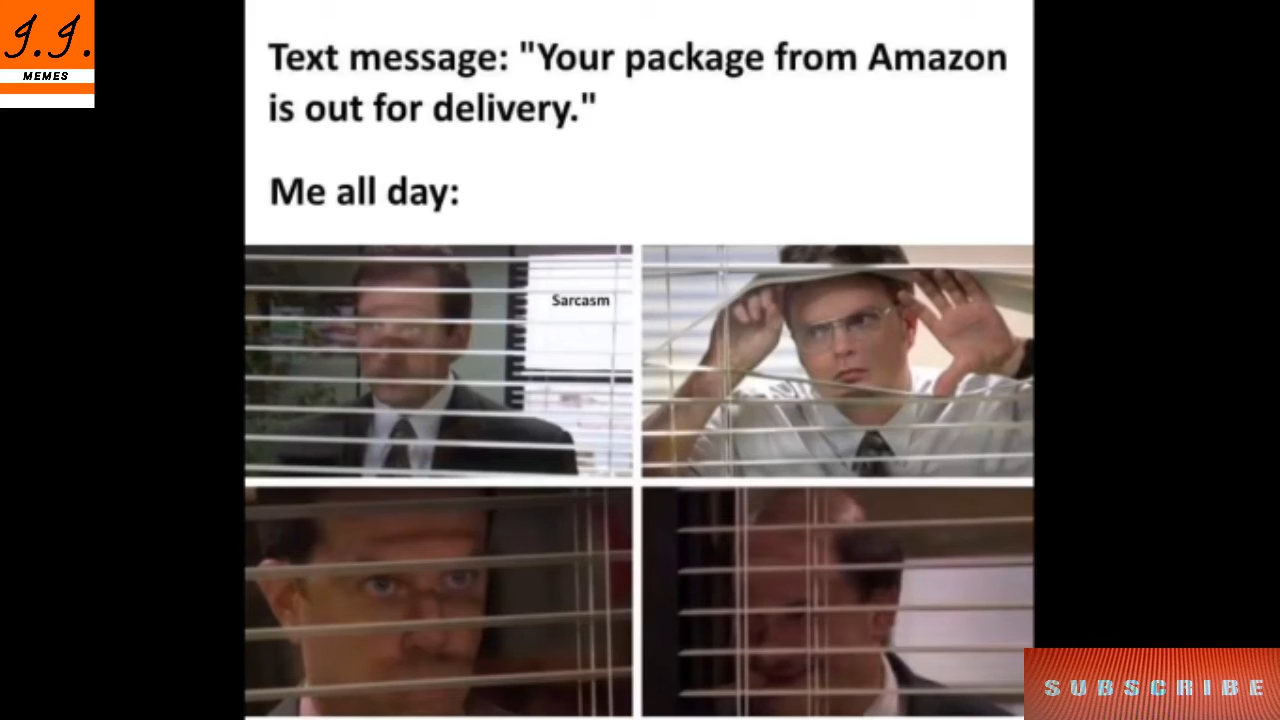 J.J.
MEMES
Text message: "Your package from Amazon
is out for delivery."
Me all day:
Sarcasm
SUBSCRIBE